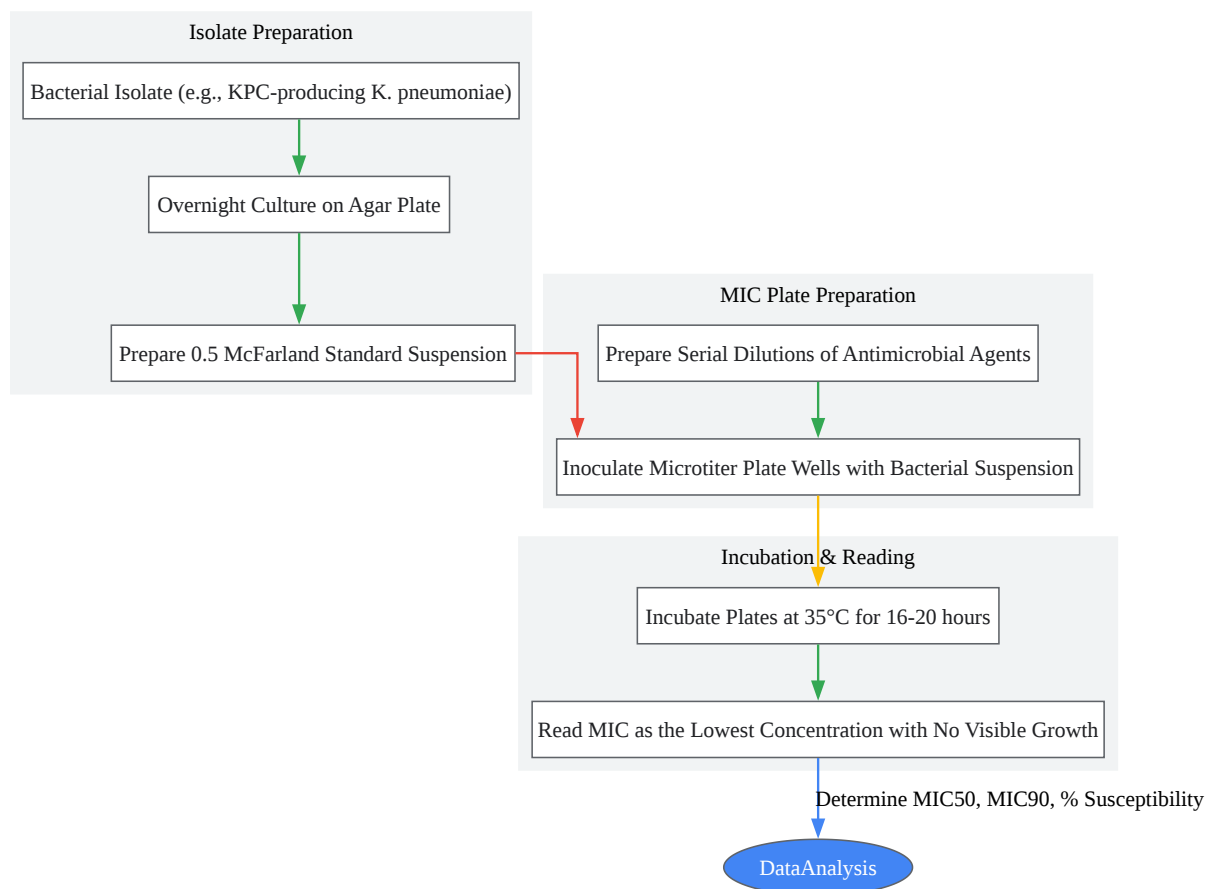 Isolate Preparation
Bacterial Isolate (e.g., KPC-producing K. pneumoniae)
Overnight Culture on Agar Plate
Prepare 0.5 McFarland Standard Suspension
MIC Plate Preparation
Prepare Serial Dilutions of Antimicrobial Agents
Inoculate Microtiter Plate Wells with Bacterial Suspension
Incubation & Reading
Incubate Plates at 35°C for 16-20 hours
Read MIC as the Lowest Concentration with No Visible Growth
Determine MIC50, MIC90, % Susceptibility
DataAnalysis